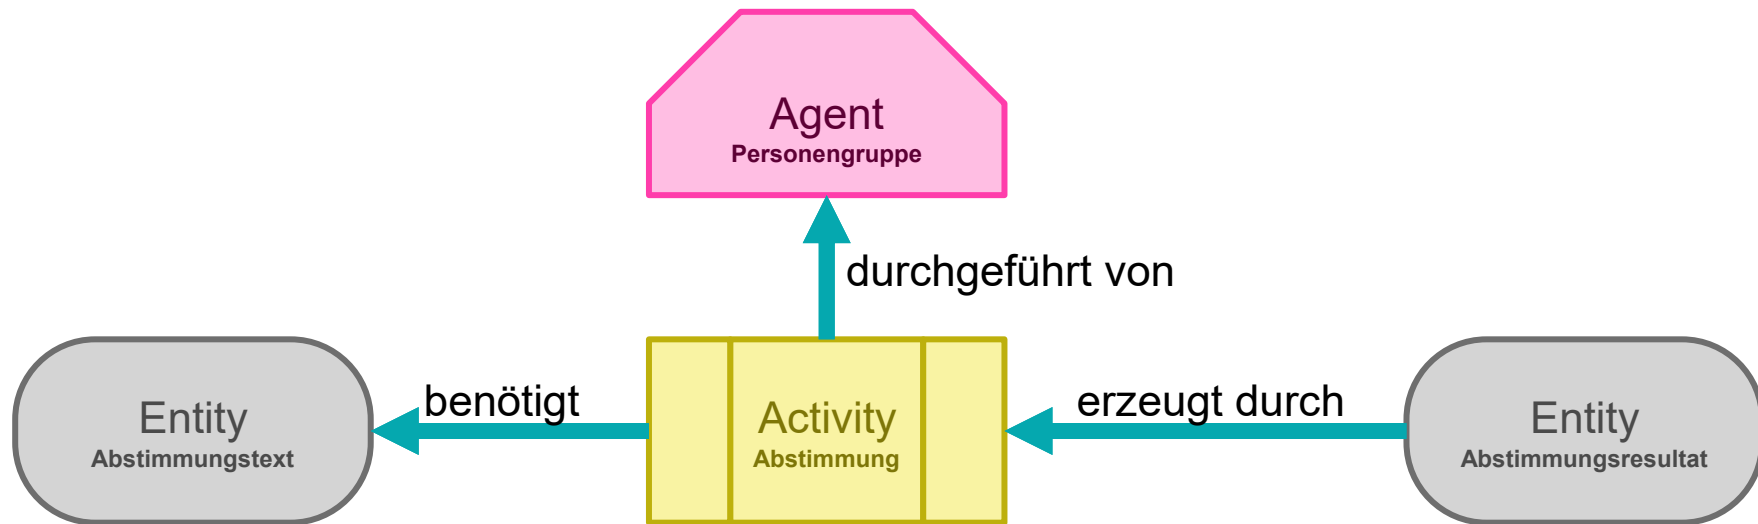 Agent
Personengruppe
durchgeführt von
benötigt
erzeugt durch
Entity
Abstimmungstext
Activity
Abstimmung
Entity
Abstimmungsresultat